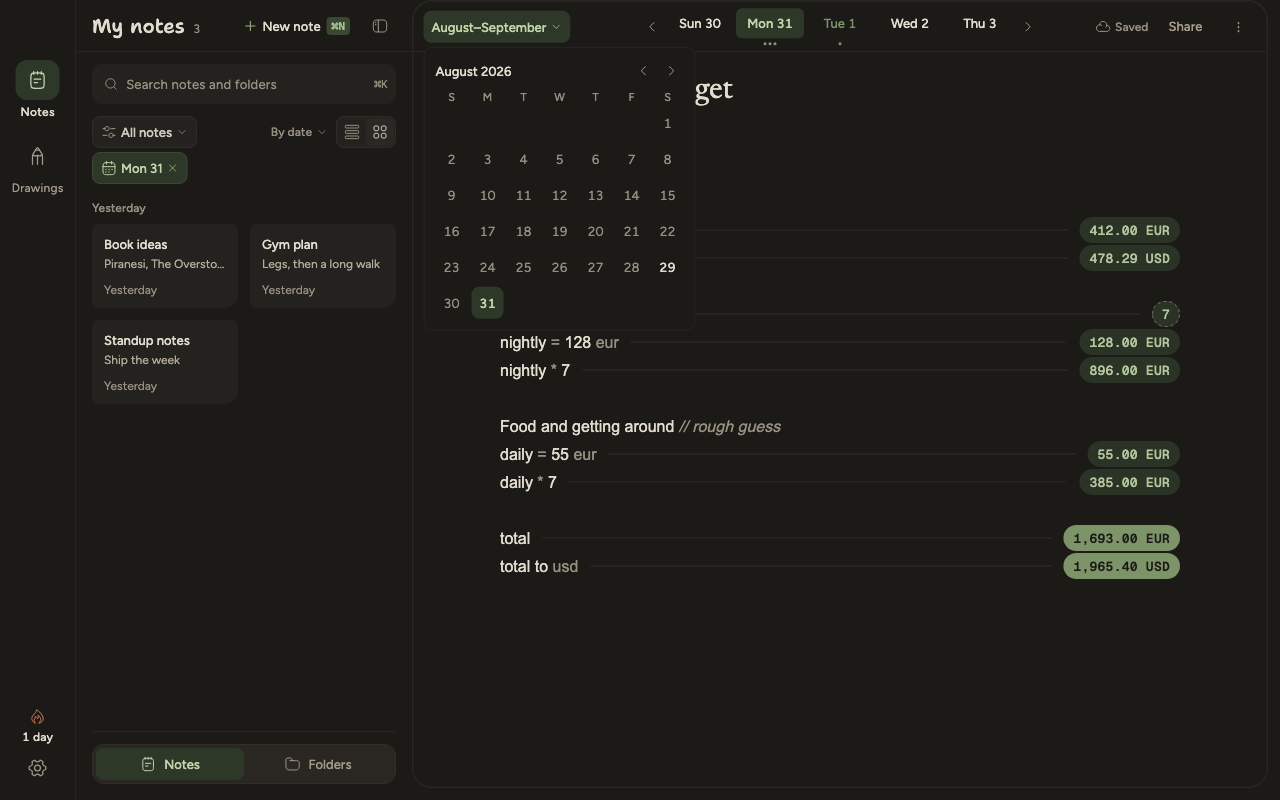 My notes 3
New note ⌘N
Search notes and folders ⌘K
Notes
Drawings
All notes
By date
Mon 31
Yesterday
Book ideas
Piranesi, The Oversto...
Yesterday
Gym plan
Legs, then a long walk
Yesterday
Standup notes
Ship the week
Yesterday
1 day
Notes
Folders
August–September
Sun 30
Mon 31
Tue 1
Wed 2
Thu 3
Saved
Share
August 2026
S M T W T F S
1
2 3 4 5 6 7 8
9 10 11 12 13 14 15
16 17 18 19 20 21 22
23 24 25 26 27 28 29
30 31
get
412.00 EUR
478.29 USD
7
nightly = 128 eur 128.00 EUR
nightly * 7 896.00 EUR
Food and getting around // rough guess
daily = 55 eur 55.00 EUR
daily * 7 385.00 EUR
total 1,693.00 EUR
total to usd 1,965.40 USD